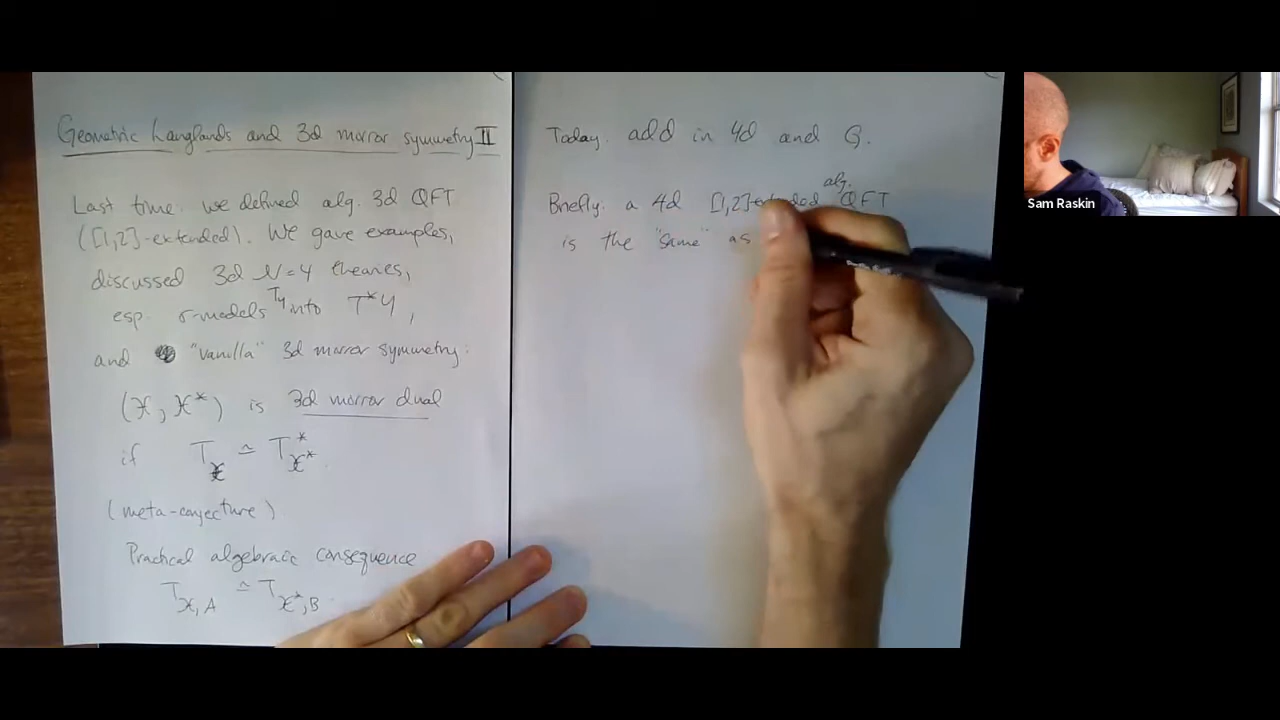 Geometric Langlands and 3d mirror symmetry II
Last time: we defined alg. 3d QFT
([1,2]-extended). We gave examples,
discussed 3d N=4 theories,
esp. σ-models T_Y into T*Y,
and "vanilla" 3d mirror symmetry:
(X, X*) is 3d mirror dual
if T_X ≃ T*_X*.
(meta-conjecture)
Practical algebraic consequence
T_X,A ≃ T_X*,B.
Today: add in 4d and G.
Briefly: a 4d [1,2]-extended alg. QFT
is the "same" as
Sam Raskin